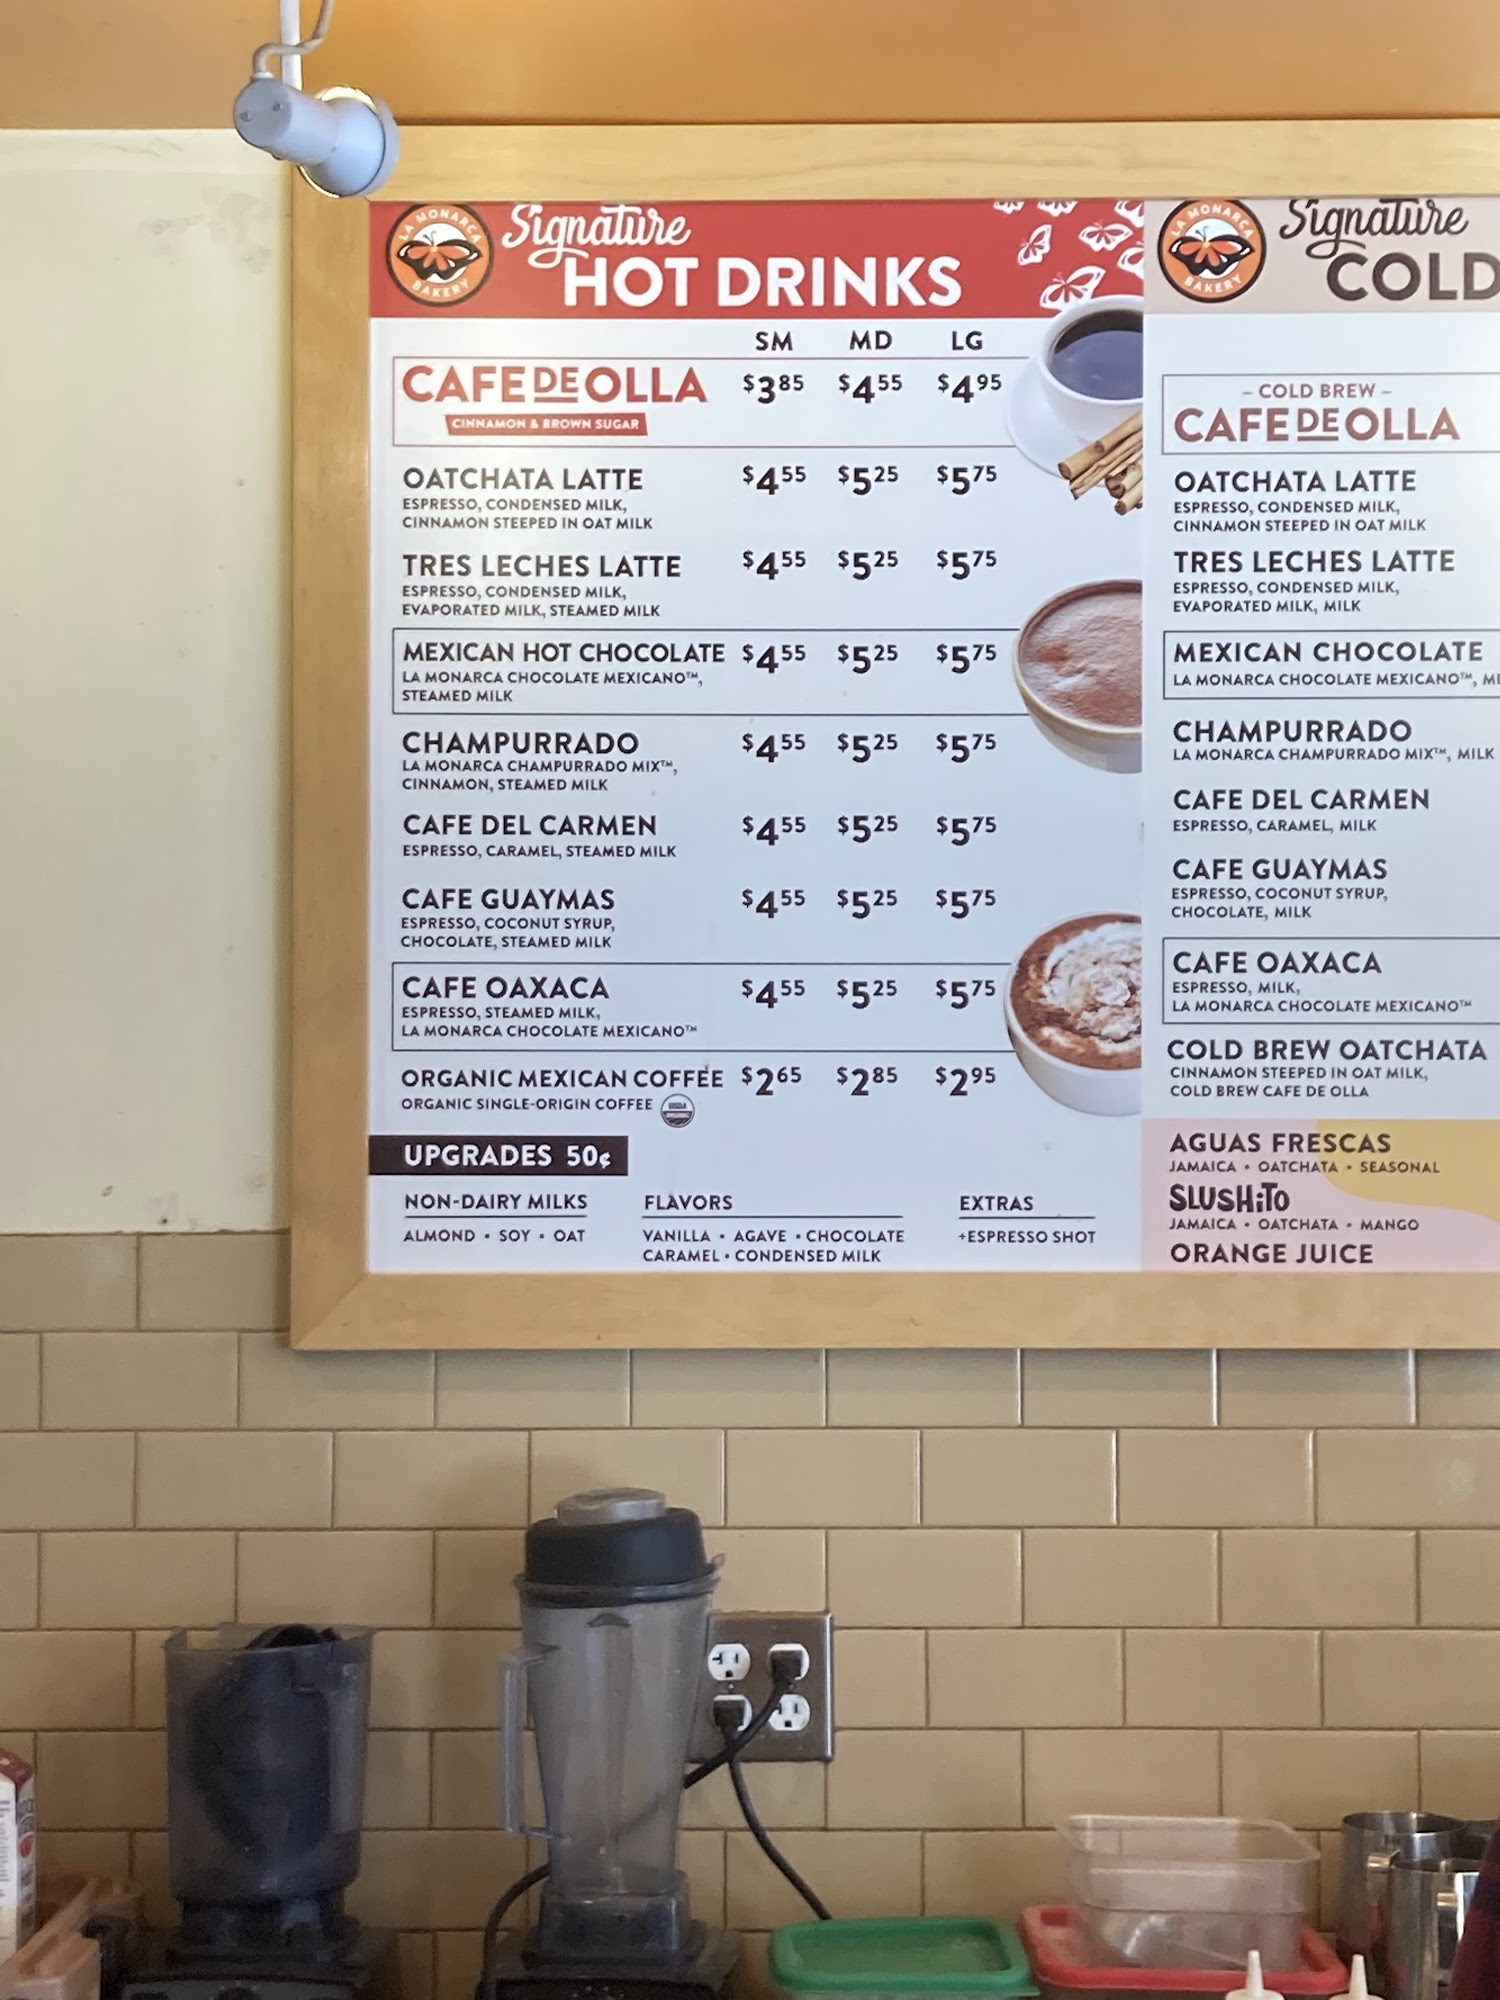 LA MONARCA
BAKERY
Signature
HOT DRINKS
SM MD LG
CAFE DE OLLA $3.85 $4.55 $4.95
CINNAMON & BROWN SUGAR
OATCHATA LATTE $4.55 $5.25 $5.75
ESPRESSO, CONDENSED MILK,
CINNAMON STEEPED IN OAT MILK
TRES LECHES LATTE $4.55 $5.25 $5.75
ESPRESSO, CONDENSED MILK,
EVAPORATED MILK, STEAMED MILK
MEXICAN HOT CHOCOLATE $4.55 $5.25 $5.75
LA MONARCA CHOCOLATE MEXICANO™,
STEAMED MILK
CHAMPURRADO $4.55 $5.25 $5.75
LA MONARCA CHAMPURRADO MIX™,
CINNAMON, STEAMED MILK
CAFE DEL CARMEN $4.55 $5.25 $5.75
ESPRESSO, CARAMEL, STEAMED MILK
CAFE GUAYMAS $4.55 $5.25 $5.75
ESPRESSO, COCONUT SYRUP,
CHOCOLATE, STEAMED MILK
CAFE OAXACA $4.55 $5.25 $5.75
ESPRESSO, STEAMED MILK,
LA MONARCA CHOCOLATE MEXICANO™
ORGANIC MEXICAN COFFEE $2.65 $2.85 $2.95
ORGANIC SINGLE-ORIGIN COFFEE
UPGRADES 50¢
NON-DAIRY MILKS
ALMOND • SOY • OAT
FLAVORS
VANILLA • AGAVE • CHOCOLATE
CARAMEL • CONDENSED MILK
EXTRAS
+ESPRESSO SHOT
LA MONARCA
BAKERY
Signature
COLD
– COLD BREW –
CAFE DE OLLA
OATCHATA LATTE
ESPRESSO, CONDENSED MILK,
CINNAMON STEEPED IN OAT MILK
TRES LECHES LATTE
ESPRESSO, CONDENSED MILK,
EVAPORATED MILK, MILK
MEXICAN CHOCOLATE
LA MONARCA CHOCOLATE MEXICANO™, MI
CHAMPURRADO
LA MONARCA CHAMPURRADO MIX™, MILK
CAFE DEL CARMEN
ESPRESSO, CARAMEL, MILK
CAFE GUAYMAS
ESPRESSO, COCONUT SYRUP,
CHOCOLATE, MILK
CAFE OAXACA
ESPRESSO, MILK,
LA MONARCA CHOCOLATE MEXICANO™
COLD BREW OATCHATA
CINNAMON STEEPED IN OAT MILK,
COLD BREW CAFE DE OLLA
AGUAS FRESCAS
JAMAICA • OATCHATA • SEASONAL
SLUSHiTO
JAMAICA • OATCHATA • MANGO
ORANGE JUICE